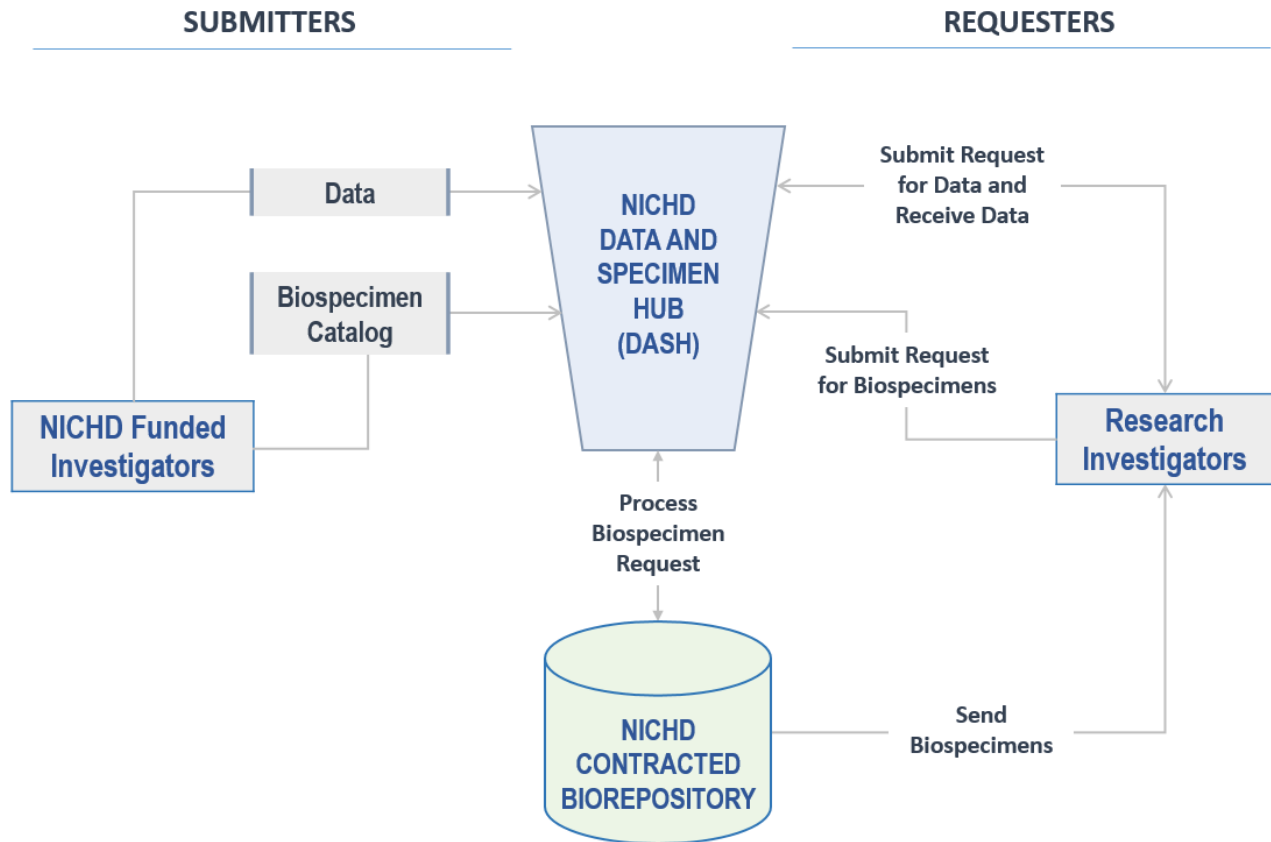 SUBMITTERS
REQUESTERS
Data
Biospecimen
Catalog
NICHD Funded
Investigators
NICHD
DATA AND
SPECIMEN
HUB
(DASH)
Submit Request
for Data and
Receive Data
Submit Request
for Biospecimens
Research
Investigators
Process
Biospecimen
Request
NICHD
CONTRACTED
BIOREPOSITORY
Send
Biospecimens